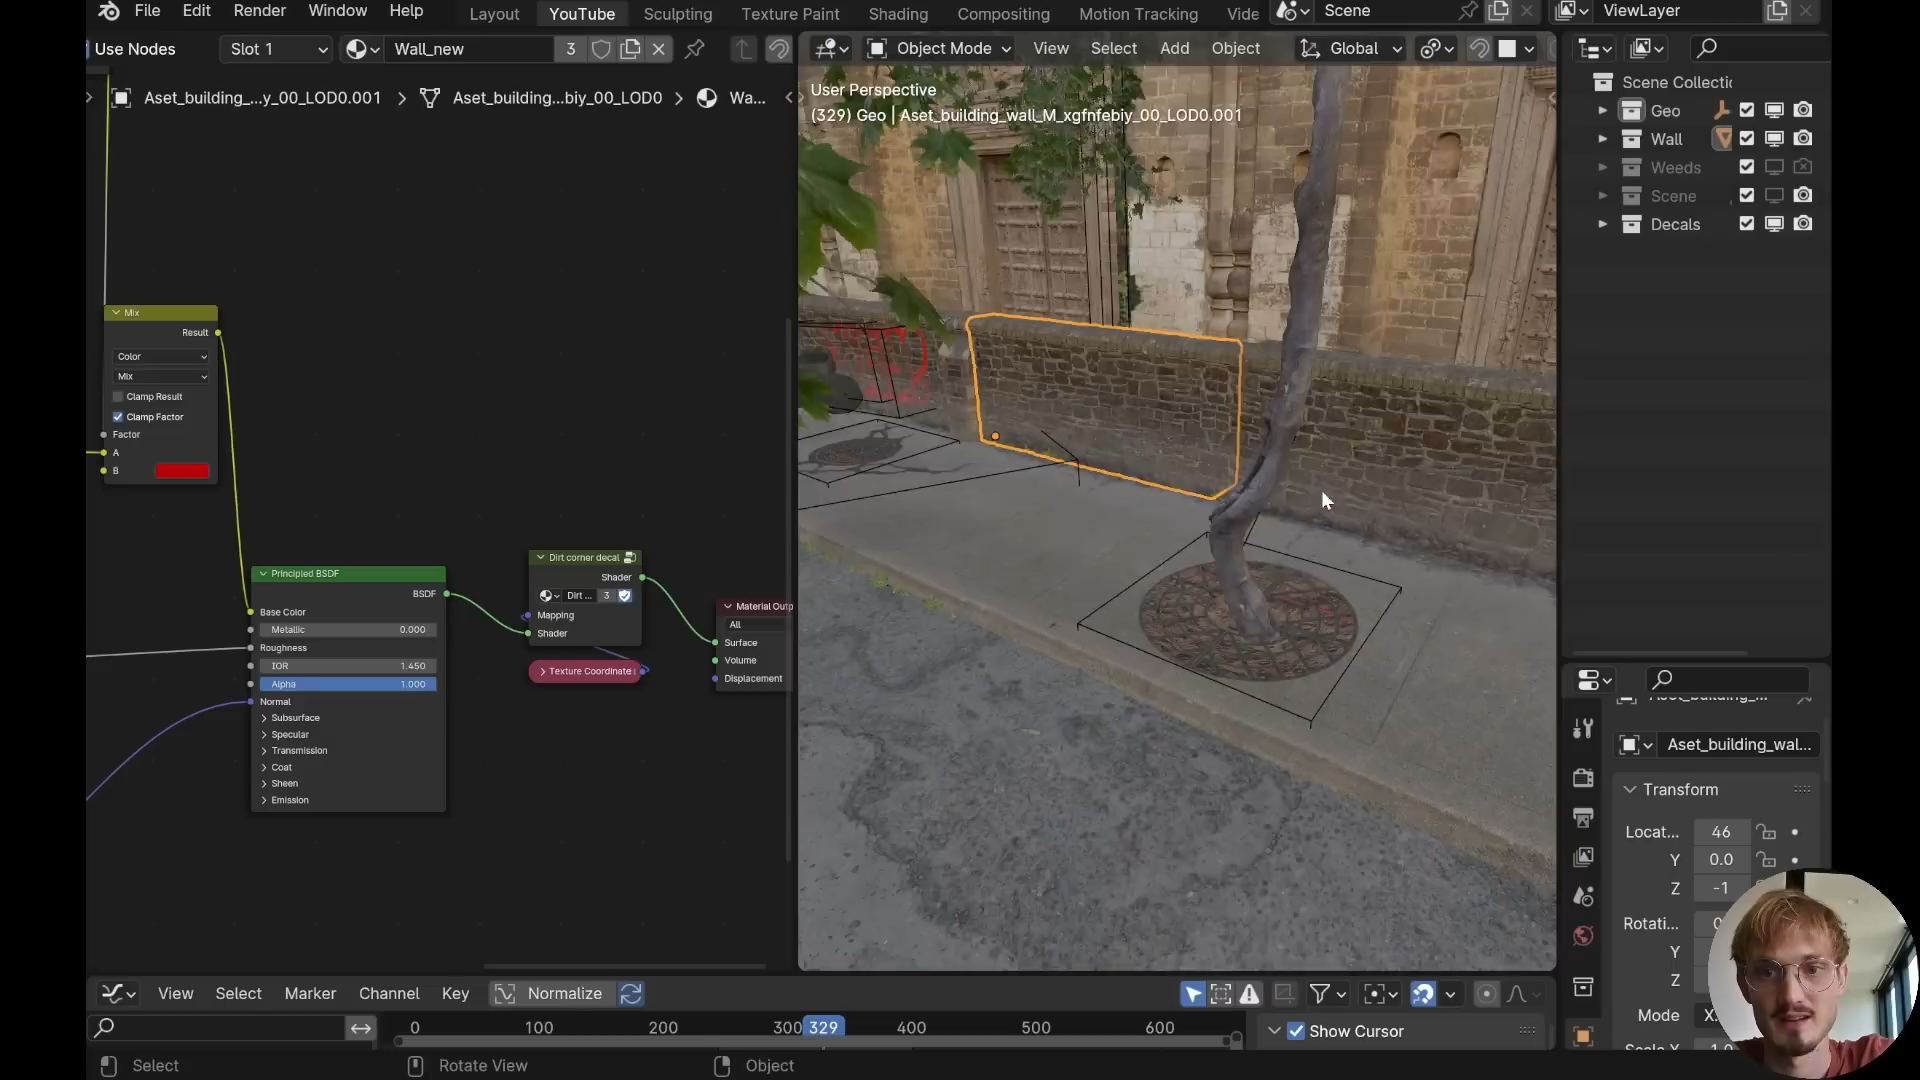 File Edit Render Window Help
Layout YouTube Sculpting Texture Paint Shading Compositing Motion Tracking Vide
Scene
ViewLayer
Use Nodes
Slot 1
Wall_new
3
Object Mode View Select Add Object
Global
Aset_building_...y_00_LOD0.001
Aset_building...biy_00_LOD0
Wa...
User Perspective
(329) Geo | Aset_building_wall_M_xgfnfebiy_00_LOD0.001
Scene Collectic
Geo
Wall
Weeds
Scene
Decals
Mix
Result
Color
Mix
Clamp Result
Clamp Factor
Factor
A
B
Principled BSDF
BSDF
Base Color
Metallic 0.000
Roughness
IOR 1.450
Alpha 1.000
Normal
Subsurface
Specular
Transmission
Coat
Sheen
Emission
Dirt corner decal
Shader
Dirt ... 3
Mapping
Shader
Texture Coordinate
Material Outp
All
Surface
Volume
Displacement
Aset_building_wal...
Transform
Locat... 46
Y 0.0
Z -1
Rotati... 0
Y
Z
Mode X
View Select Marker Channel Key
Normalize
0 100 200 300 329 400 500 600
Show Cursor
Select
Rotate View
Object